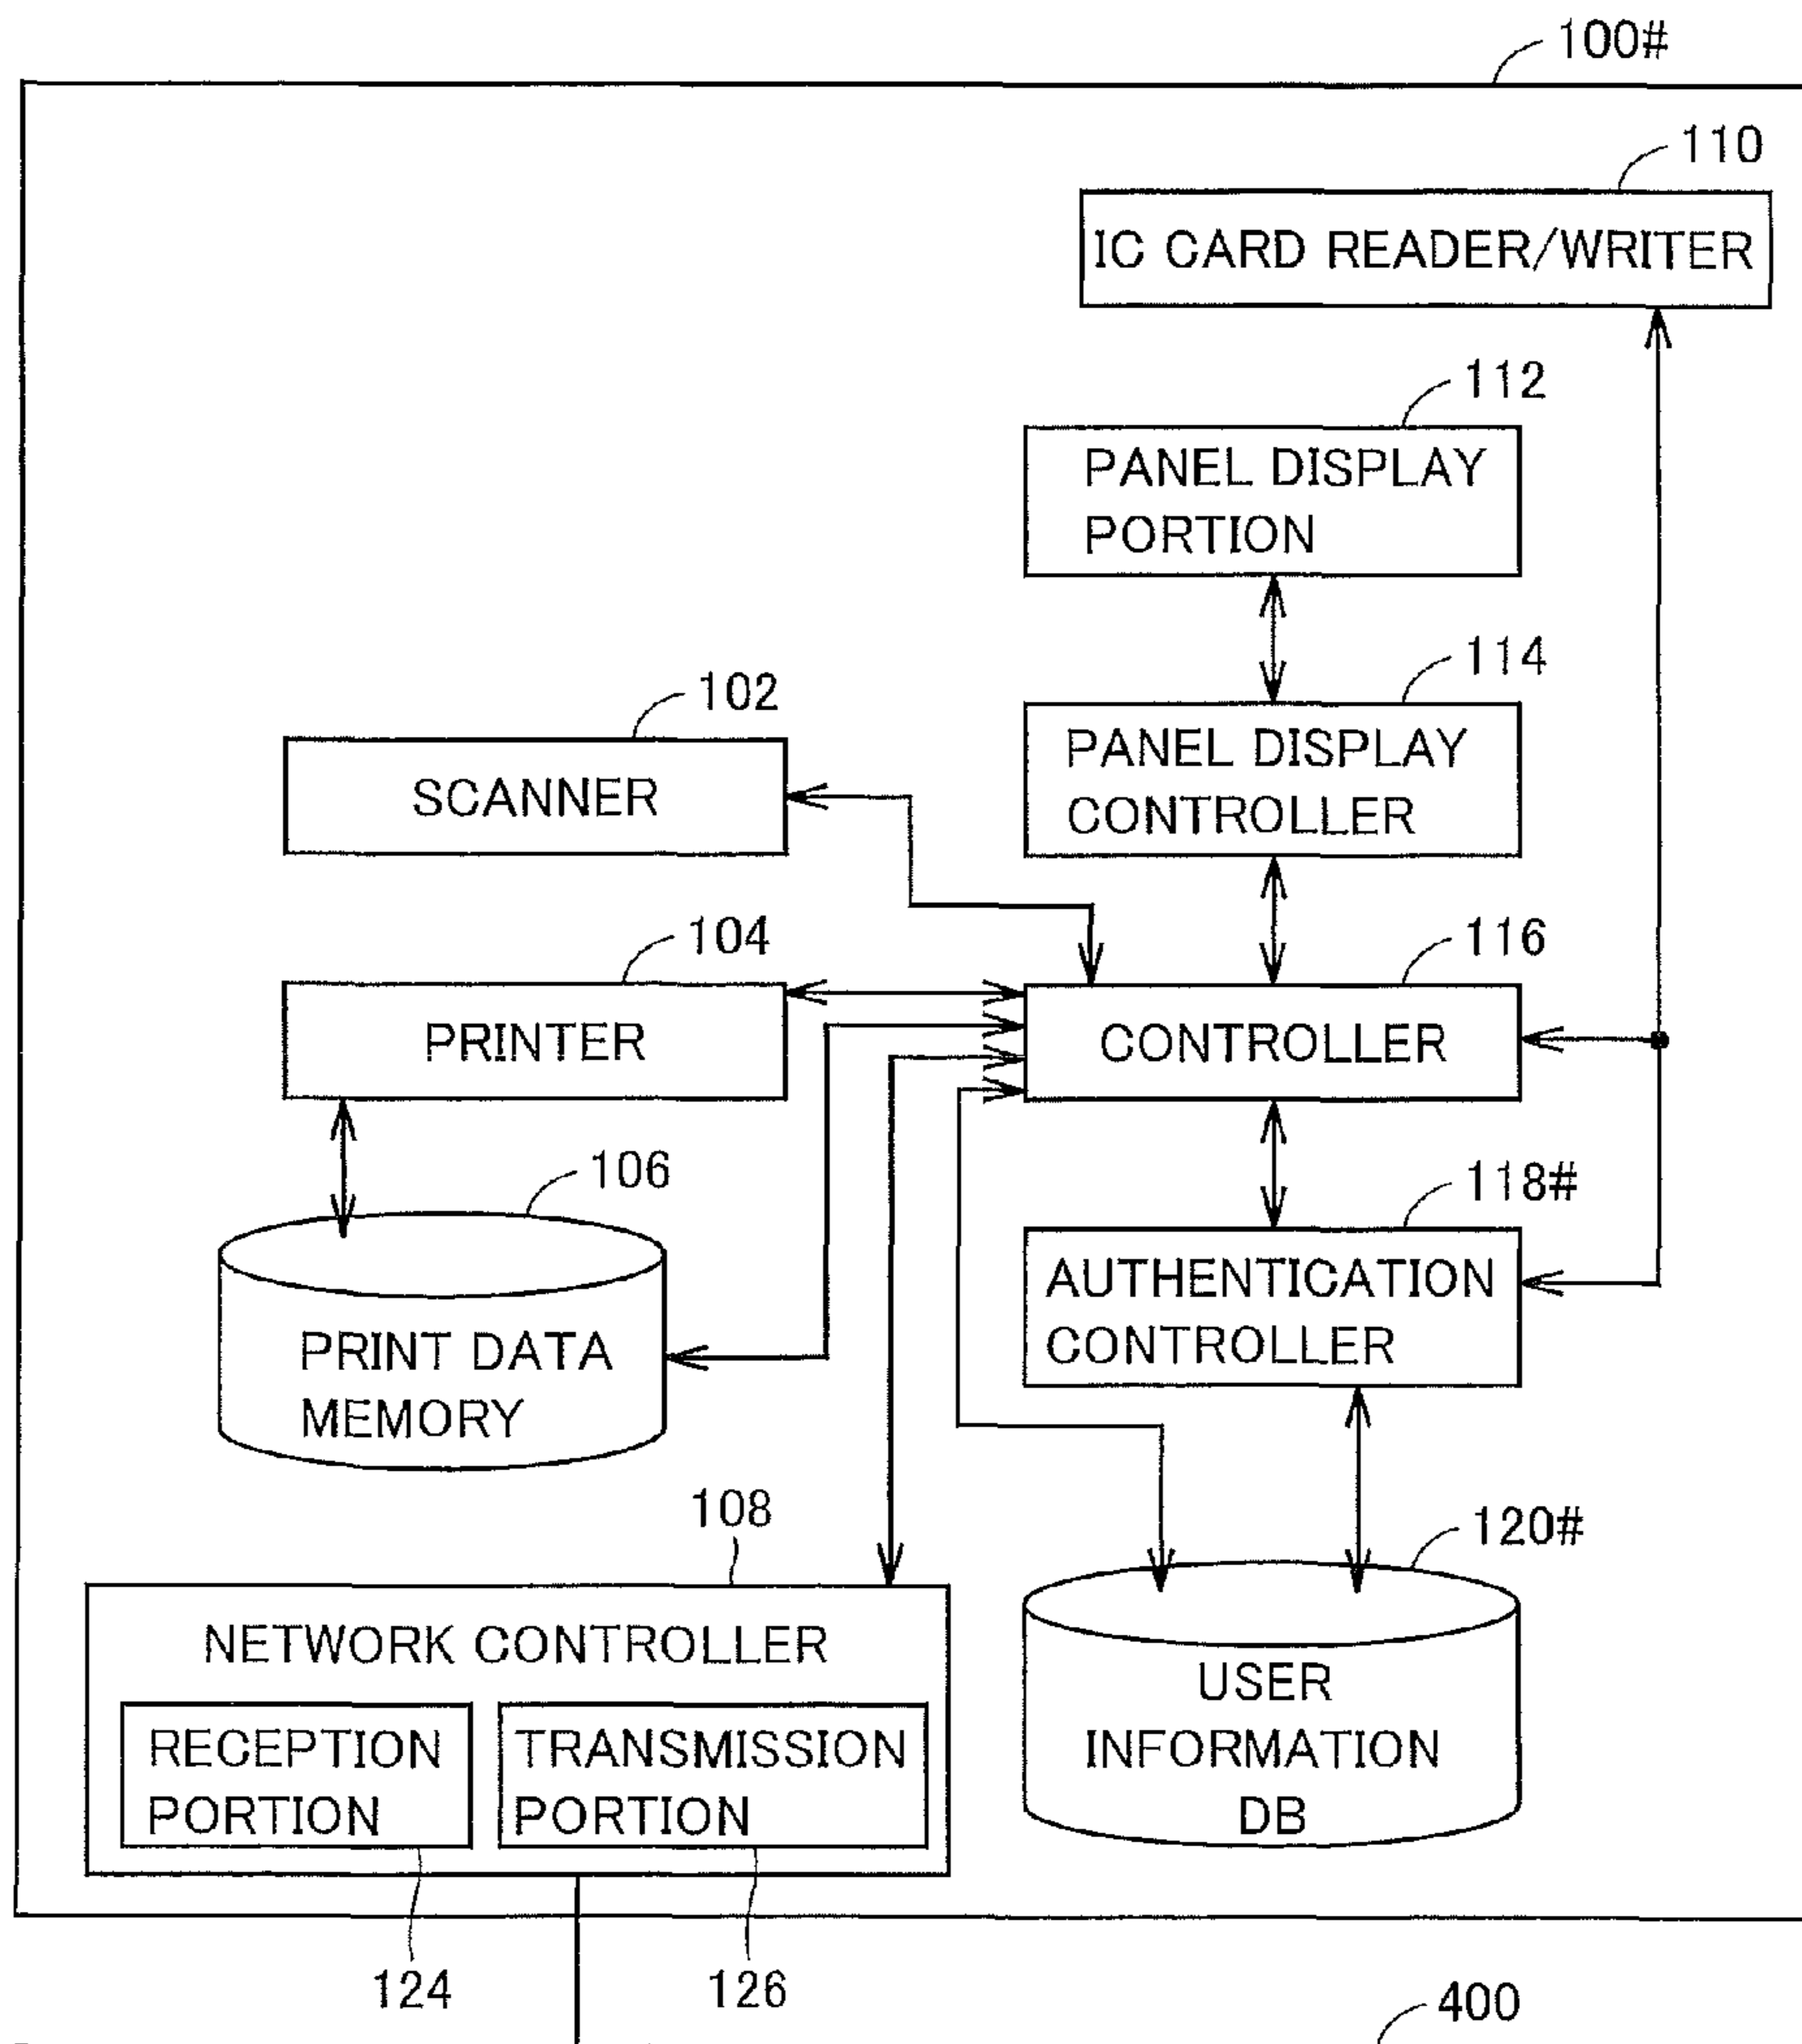 100#
110
IC CARD READER/WRITER
112
PANEL DISPLAY
PORTION
114
PANEL DISPLAY
CONTROLLER
102
SCANNER
104
PRINTER
116
CONTROLLER
106
PRINT DATA
MEMORY
118#
AUTHENTICATION
CONTROLLER
108
NETWORK CONTROLLER
RECEPTION
PORTION
TRANSMISSION
PORTION
120#
USER
INFORMATION
DB
124
126
400